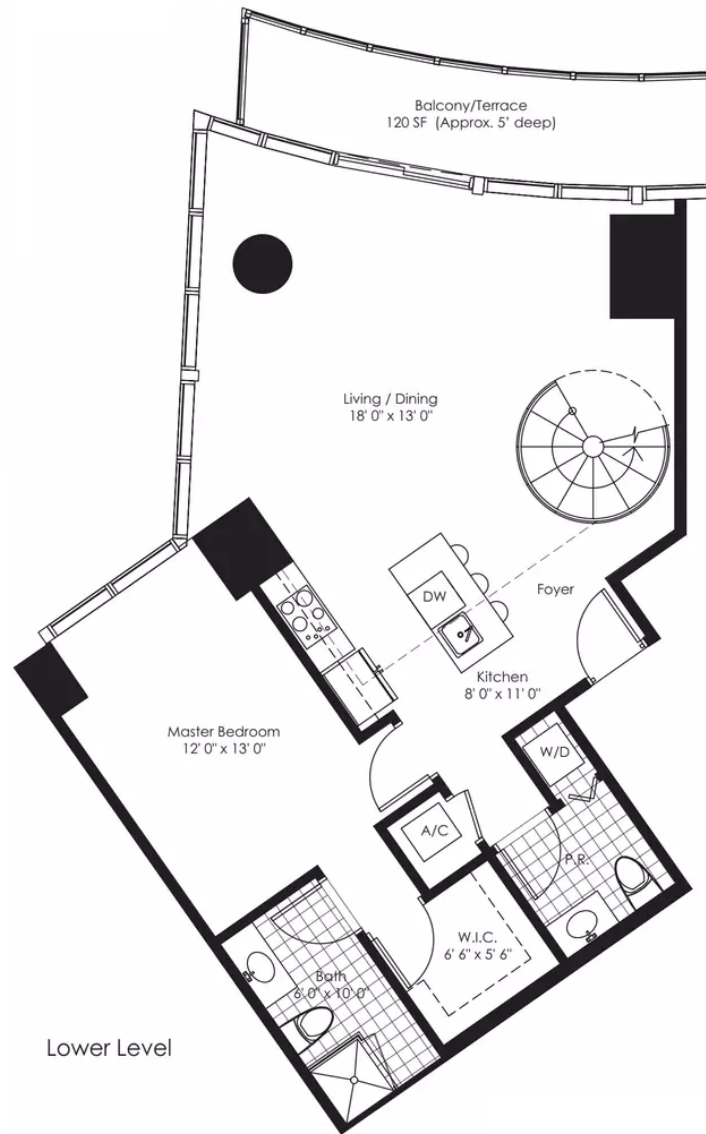 Balcony/Terrace
120 SF (Approx. 5' deep)
Living / Dining
18' 0" x 13' 0"
DW
Foyer
Kitchen
8' 0" x 11' 0"
Master Bedroom
12' 0" x 13' 0"
W/D
A/C
P.R.
W.I.C.
6' 6" x 5' 6"
Bath
6' 0" x 10' 0"
Lower Level